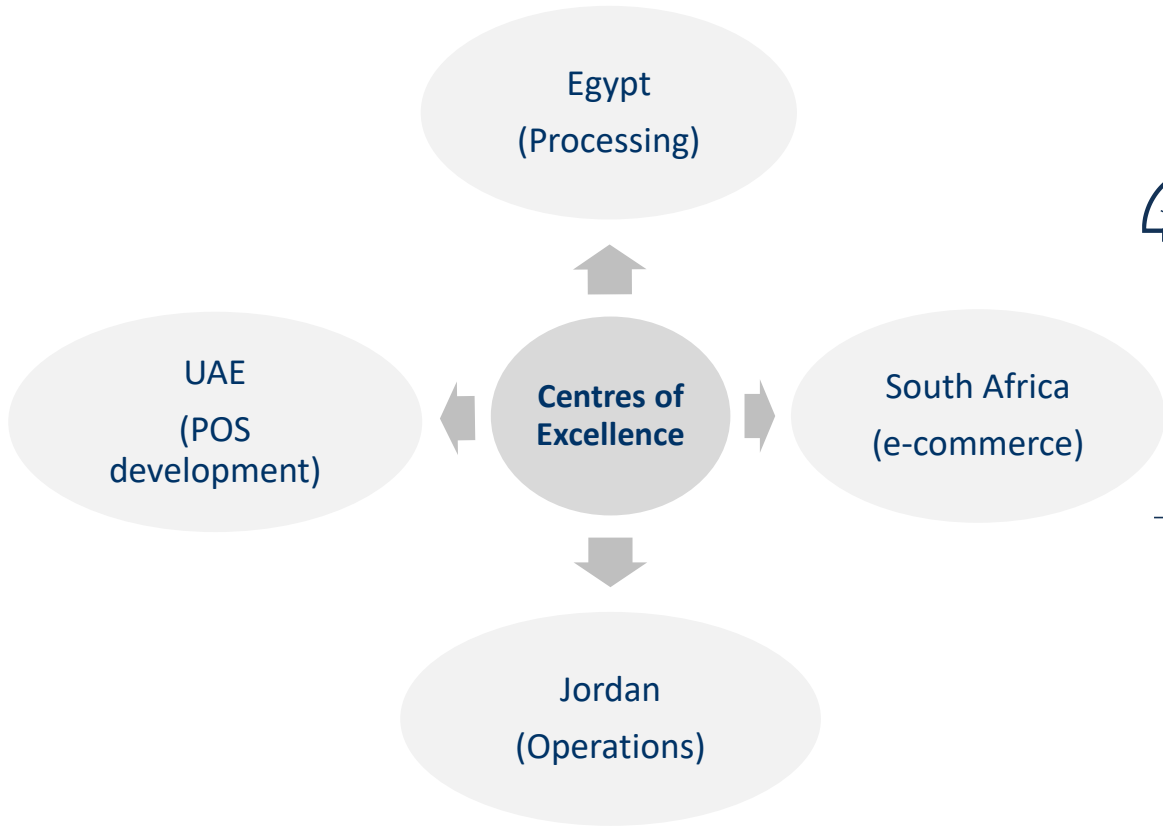 Egypt
(Processing)
UAE
(POS
development)
Centres of
Excellence
South Africa
(e-commerce)
Jordan
(Operations)